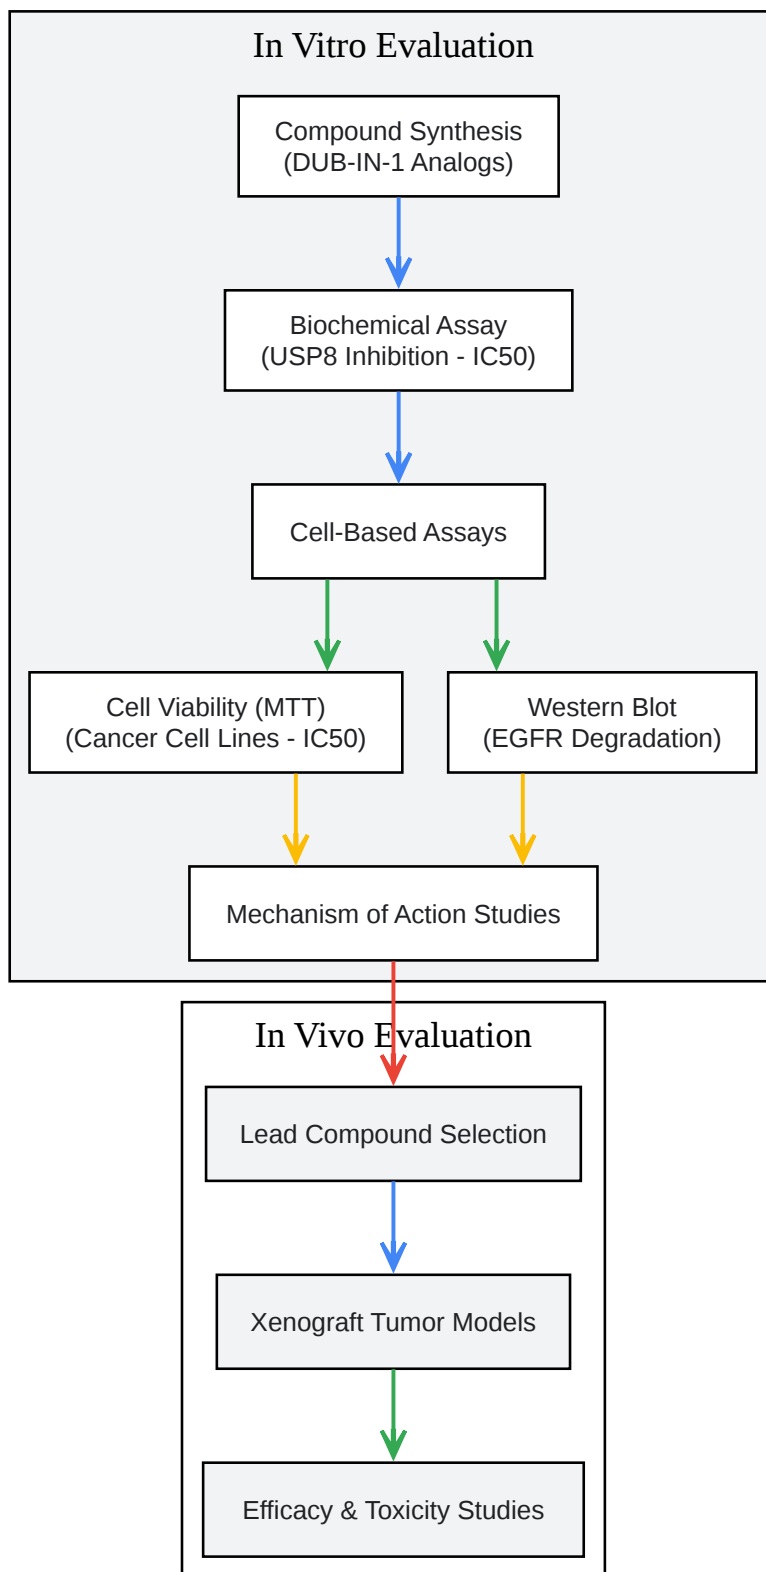 In Vitro Evaluation
Compound Synthesis
(DUB-IN-1 Analogs)
Biochemical Assay
(USP8 Inhibition - IC50)
Cell-Based Assays
Cell Viability (MTT)
(Cancer Cell Lines - IC50)
Western Blot
(EGFR Degradation)
Mechanism of Action Studies
In Vivo Evaluation
Lead Compound Selection
Xenograft Tumor Models
Efficacy & Toxicity Studies